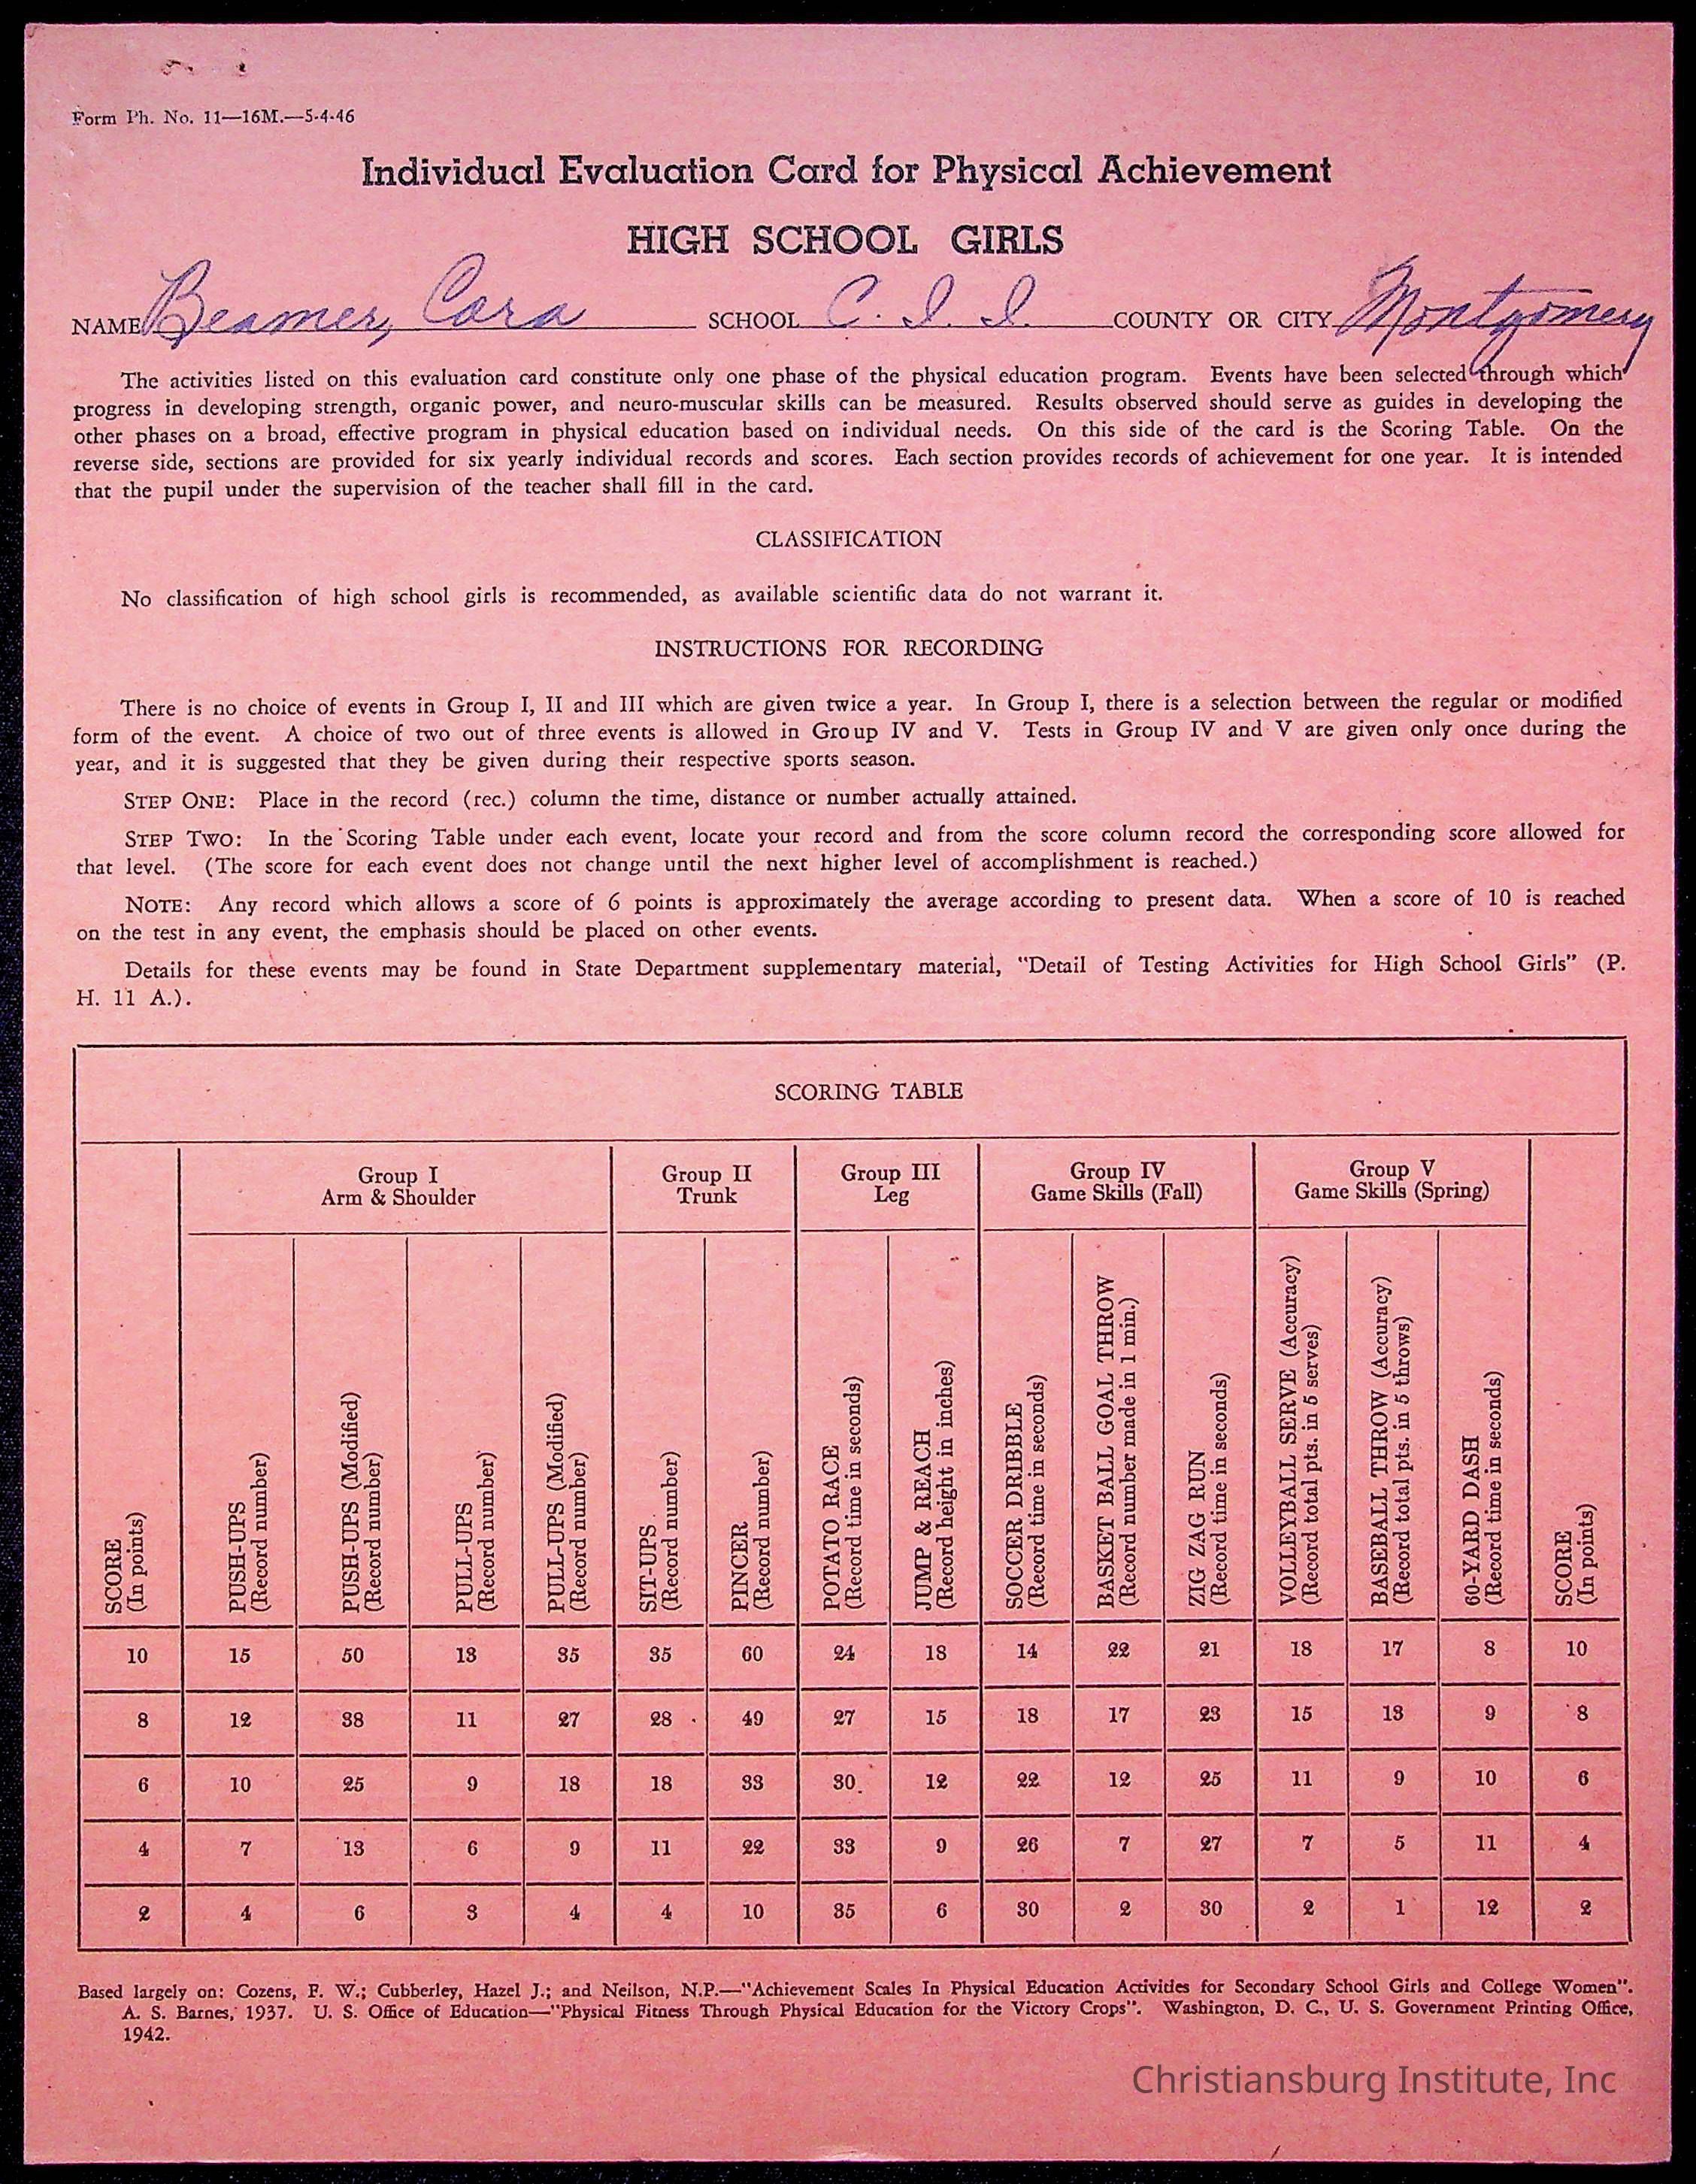 Form Ph. No. 11—16M.—5-4-46
Individual Evaluation Card for Physical Achievement
HIGH SCHOOL GIRLS
NAME Beamer, Cora SCHOOL C. I. I. COUNTY OR CITY Montgomery
The activities listed on this evaluation card constitute only one phase of the physical education program. Events have been selected through which
progress in developing strength, organic power, and neuro-muscular skills can be measured. Results observed should serve as guides in developing the
other phases on a broad, effective program in physical education based on individual needs. On this side of the card is the Scoring Table. On the
reverse side, sections are provided for six yearly individual records and scores. Each section provides records of achievement for one year. It is intended
that the pupil under the supervision of the teacher shall fill in the card.
CLASSIFICATION
No classification of high school girls is recommended, as available scientific data do not warrant it.
INSTRUCTIONS FOR RECORDING
There is no choice of events in Group I, II and III which are given twice a year. In Group I, there is a selection between the regular or modified
form of the event. A choice of two out of three events is allowed in Group IV and V. Tests in Group IV and V are given only once during the
year, and it is suggested that they be given during their respective sports season.
STEP ONE: Place in the record (rec.) column the time, distance or number actually attained.
STEP TWO: In the Scoring Table under each event, locate your record and from the score column record the corresponding score allowed for
that level. (The score for each event does not change until the next higher level of accomplishment is reached.)
NOTE: Any record which allows a score of 6 points is approximately the average according to present data. When a score of 10 is reached
on the test in any event, the emphasis should be placed on other events.
Details for these events may be found in State Department supplementary material, "Detail of Testing Activities for High School Girls" (P.
H. 11 A.).
SCORING TABLE
Group I Group II Group III Group IV Group V
Arm & Shoulder Trunk Leg Game Skills (Fall) Game Skills (Spring)
SCORE
(In points)
PUSH-UPS
(Record number)
PUSH-UPS (Modified)
(Record number)
PULL-UPS
(Record number)
PULL-UPS (Modified)
(Record number)
SIT-UPS
(Record number)
PINCER
(Record number)
POTATO RACE
(Record time in seconds)
JUMP & REACH
(Record height in inches)
SOCCER DRIBBLE
(Record time in seconds)
BASKET BALL GOAL THROW
(Record number made in 1 min.)
ZIG ZAG RUN
(Record time in seconds)
VOLLEYBALL SERVE (Accuracy)
(Record total pts. in 5 serves)
BASEBALL THROW (Accuracy)
(Record total pts. in 5 throws)
60-YARD DASH
(Record time in seconds)
SCORE
(In points)
10 15 50 13 35 35 60 24 18 14 22 21 18 17 8 10
8 12 38 11 27 28 49 27 15 18 17 23 15 13 9 8
6 10 25 9 18 18 33 30 12 22 12 25 11 9 10 6
4 7 13 6 9 11 22 33 9 26 7 27 7 5 11 4
2 4 6 3 4 4 10 35 6 30 2 30 2 1 12 2
Based largely on: Cozens, F. W.; Cubberley, Hazel J.; and Neilson, N.P.—"Achievement Scales In Physical Education Activities for Secondary School Girls and College Women".
A. S. Barnes, 1937. U. S. Office of Education—"Physical Fitness Through Physical Education for the Victory Crops". Washington, D. C., U. S. Government Printing Office,
1942.
Christiansburg Institute, Inc